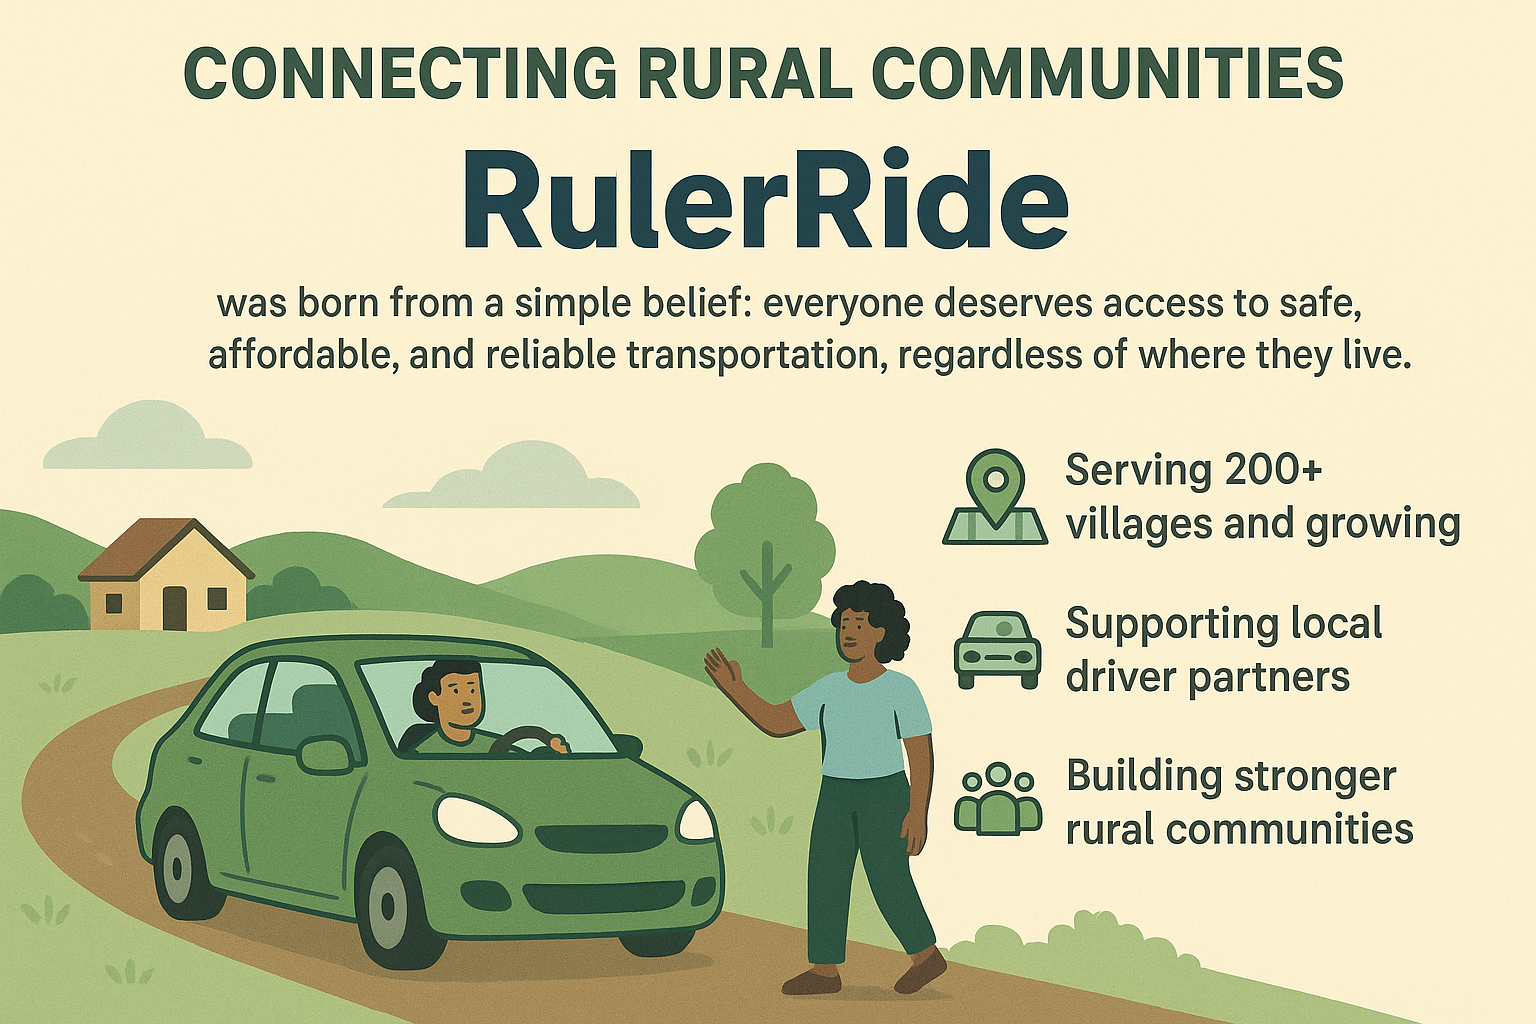 CONNECTING RURAL COMMUNITIES
RulerRide
was born from a simple belief: everyone deserves access to safe,
affordable, and reliable transportation, regardless of where they live.
Serving 200+
villages and growing
Supporting local
driver partners
Building stronger
rural communities